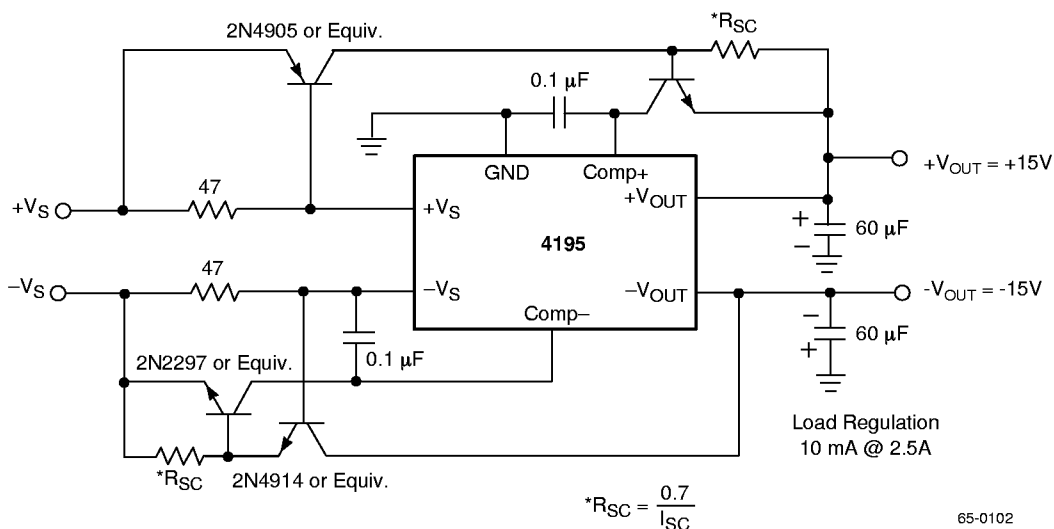 2N4905 or Equiv.
*RSC
0.1 μF
GND
Comp+
+VOUT = +15V
47
+VS
+VS
+VOUT
+
–
60 μF
4195
47
–VS
–VS
–VOUT
-VOUT = -15V
Comp–
–
+
60 μF
0.1 μF
2N2297 or Equiv.
Load Regulation
10 mA @ 2.5A
*RSC
2N4914 or Equiv.
*RSC = 0.7
ISC
65-0102